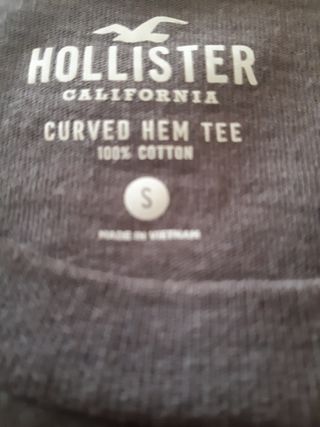 HOLLISTER
CALIFORNIA
CURVED HEM TEE
100% COTTON
S
MADE IN VIETNAM